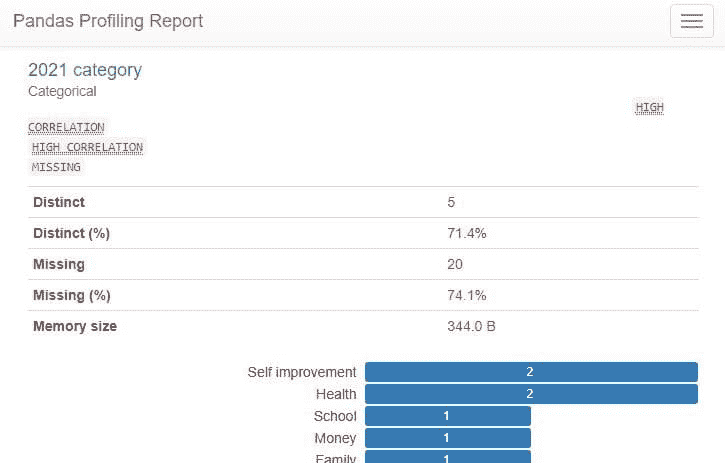 Pandas Profiling Report
2021 category
Categorical
HIGH
CORRELATION
HIGH CORRELATION
MISSING
Distinct 5
Distinct (%) 71.4%
Missing 20
Missing (%) 74.1%
Memory size 344.0 B
Self improvement 2
Health 2
School 1
Money 1
Family 1